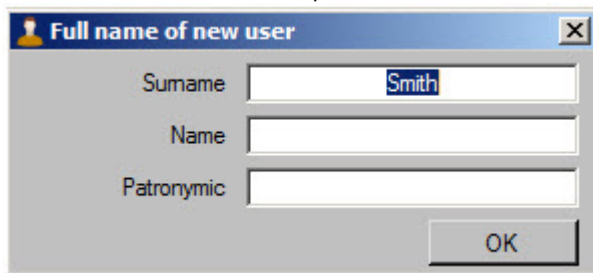 Full name of new user
Surname Smith
Name
Patronymic
OK